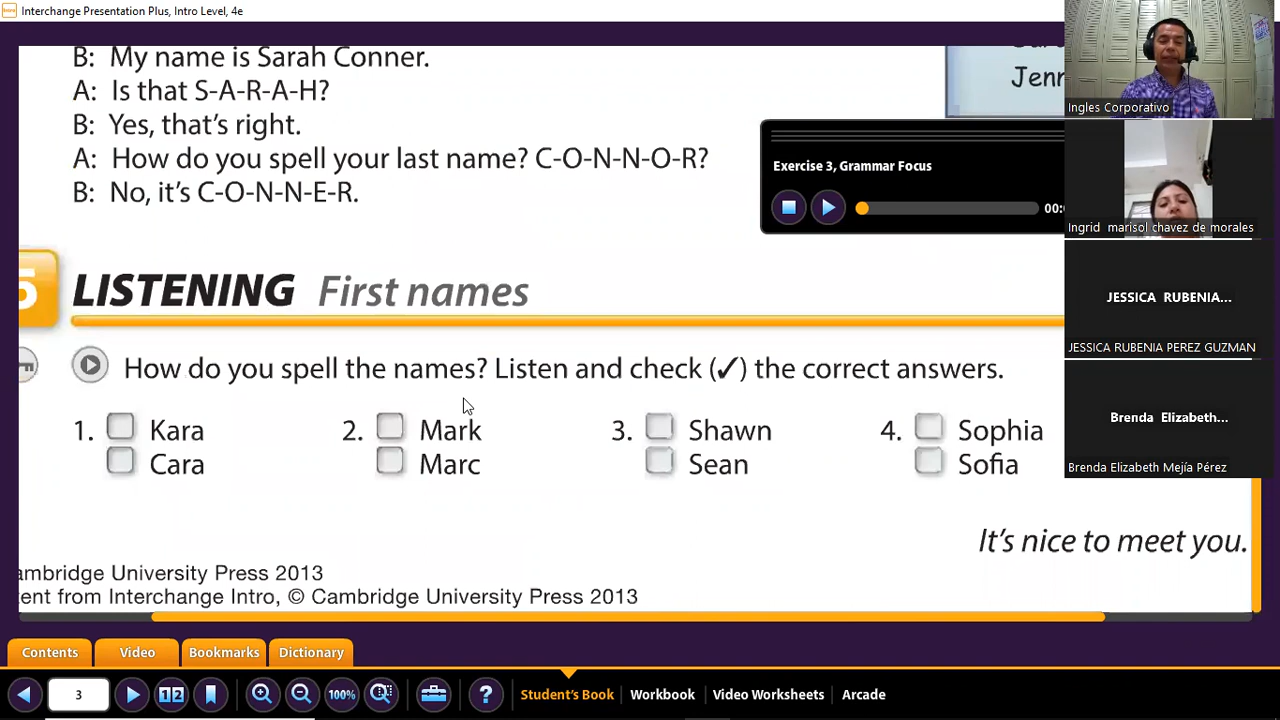 Interchange Presentation Plus, Intro Level, 4e
B: My name is Sarah Conner.
A: Is that S-A-R-A-H?
B: Yes, that's right.
A: How do you spell your last name? C-O-N-N-O-R?
B: No, it's C-O-N-N-E-R.
Jenn
Exercise 3, Grammar Focus
00:
Ingles Corporativo
Ingrid marisol chavez de morales
JESSICA RUBENIA...
JESSICA RUBENIA PEREZ GUZMAN
Brenda Elizabeth...
Brenda Elizabeth Mejía Pérez
5 LISTENING First names
How do you spell the names? Listen and check (✓) the correct answers.
1. Kara 2. Mark 3. Shawn 4. Sophia
Cara Marc Sean Sofia
It's nice to meet you.
ambridge University Press 2013
ent from Interchange Intro, © Cambridge University Press 2013
Contents Video Bookmarks Dictionary
3 1 2 100% ? Student's Book Workbook Video Worksheets Arcade